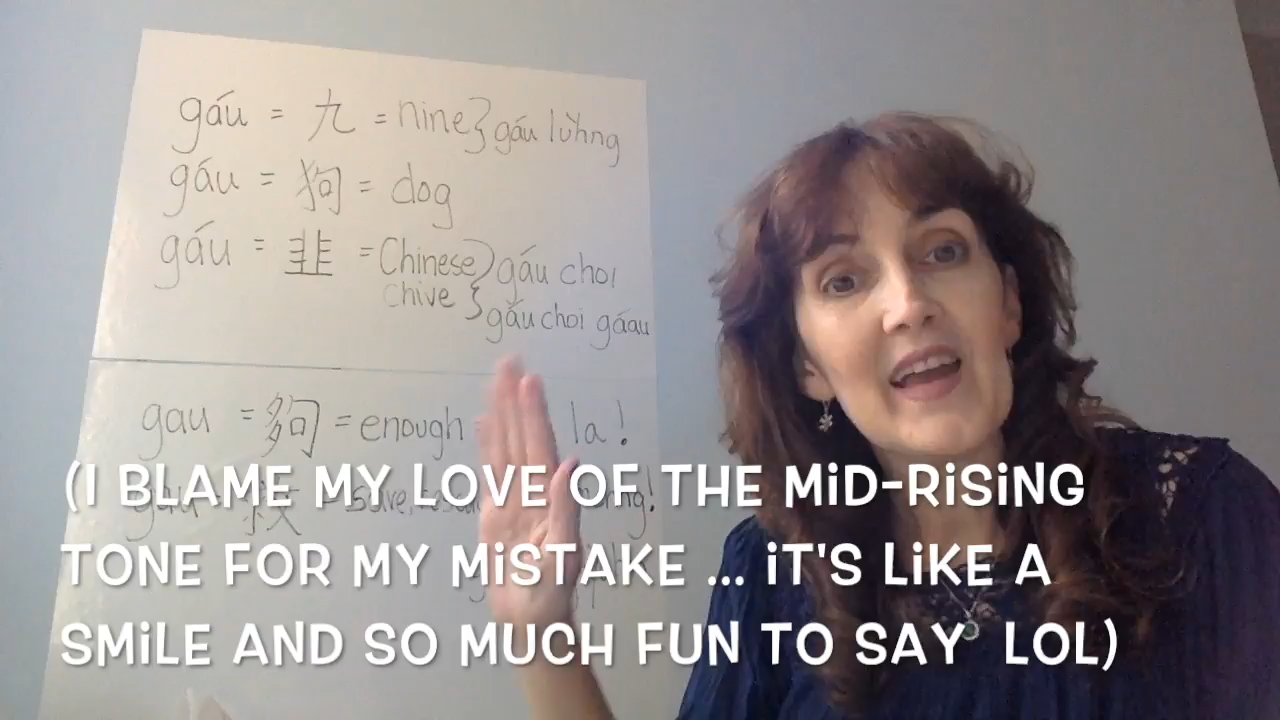 gáu = 九 = nine } gáu lǔhng
gáu = 狗 = dog
gáu = 韭 = Chinese chive } gáu choi
gáu choi gáau
gau = 夠 = enough la!
(I BLAME MY LOVE OF THE MID-RISING
TONE FOR MY MISTAKE ... IT'S LIKE A
SMILE AND SO MUCH FUN TO SAY LOL)